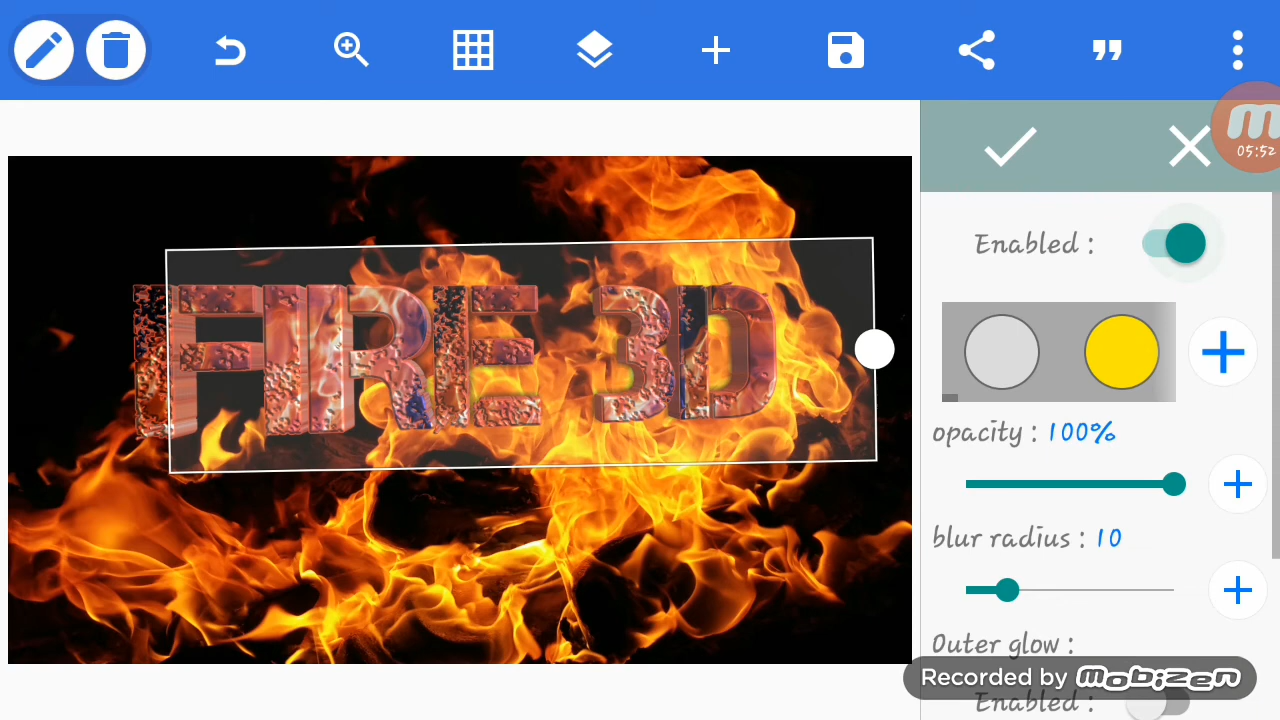 05:52
FIRE 3D
Enabled :
opacity : 100%
blur radius : 10
Outer glow :
Recorded by mobizen
Enabled :